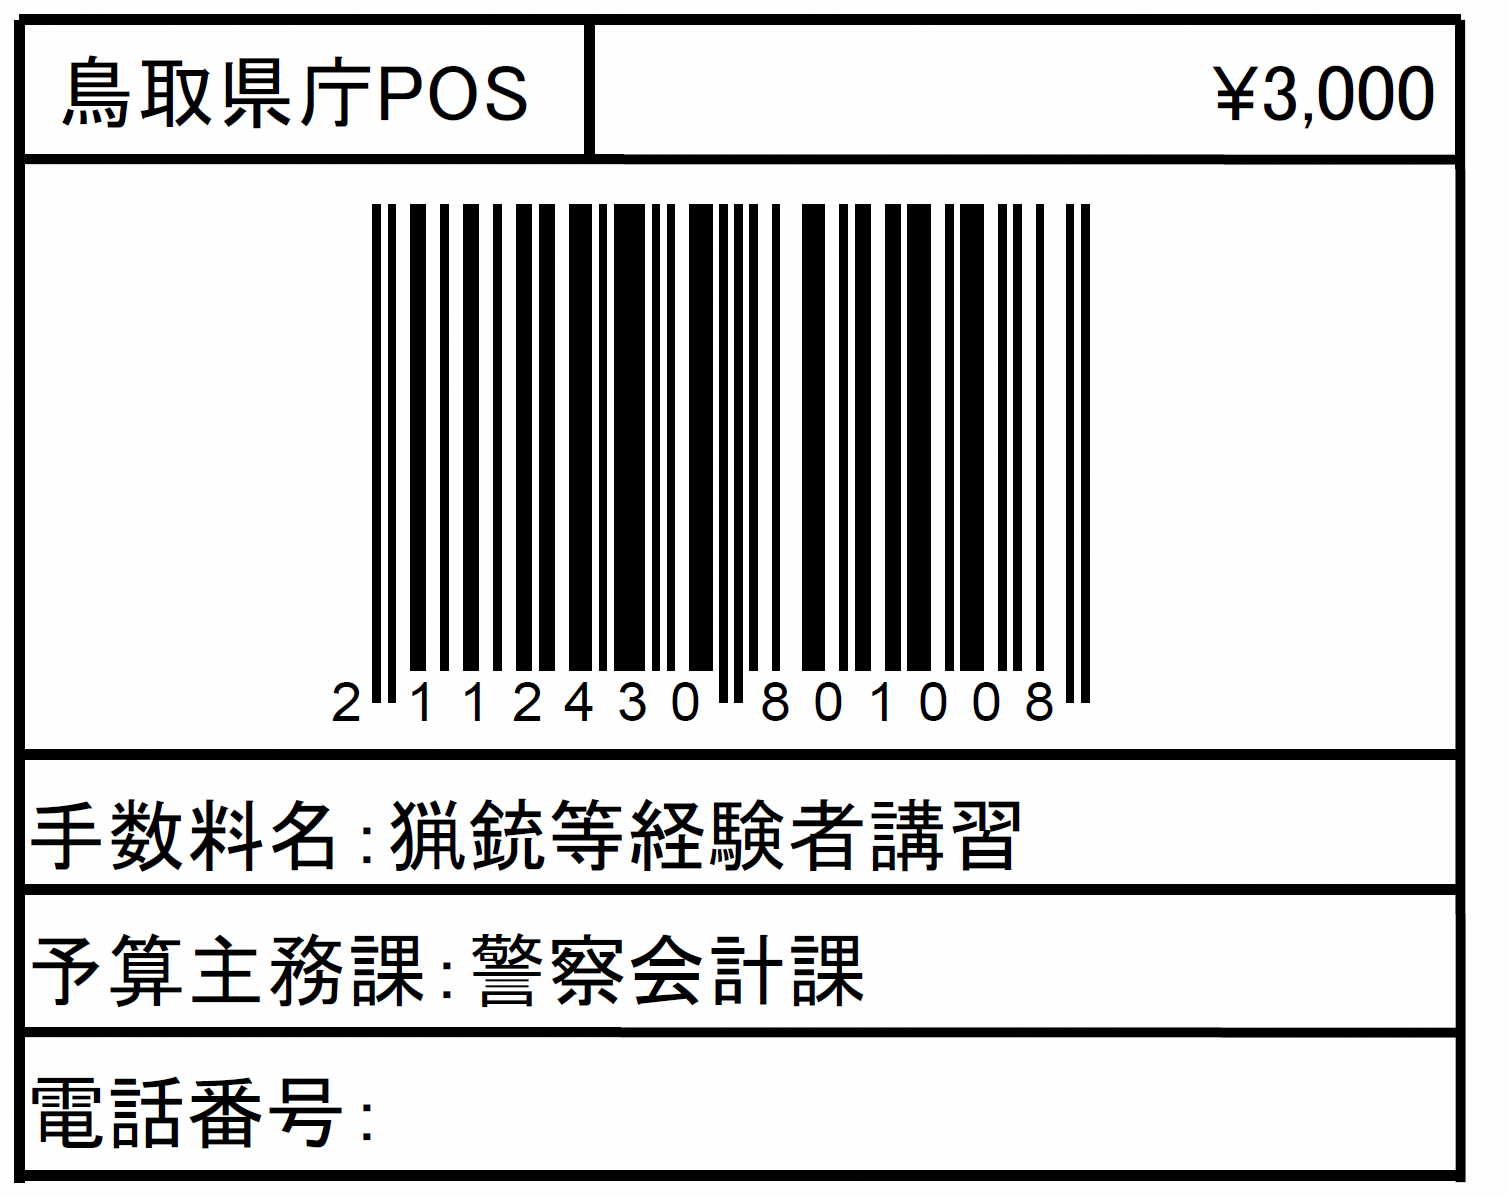 鳥取県庁POS ¥3,000
2 112430 801008
手数料名:猟銃等経験者講習
予算主務課:警察会計課
電話番号: